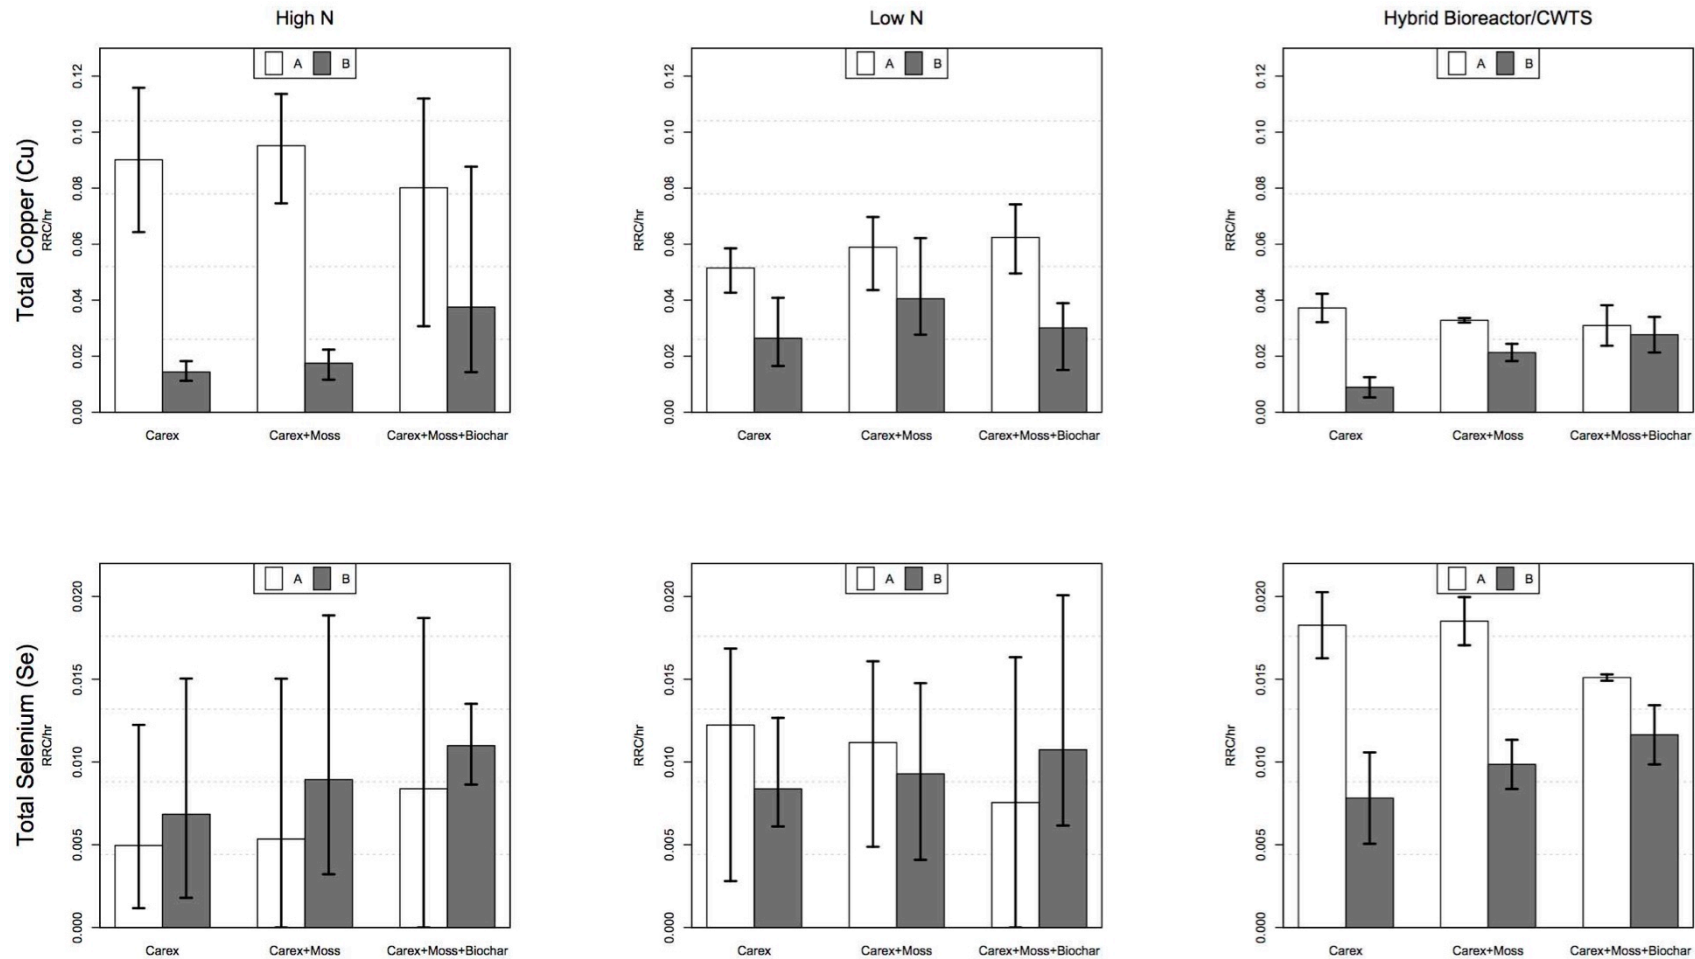 High N
Low N
Hybrid Bioreactor/CWTS
Total Copper (Cu)
RRC/hr
0.12
0.10
0.08
0.06
0.04
0.02
0.00
A B
Carex
Carex+Moss
Carex+Moss+Biochar
RRC/hr
0.12
0.10
0.08
0.06
0.04
0.02
0.00
A B
Carex
Carex+Moss
Carex+Moss+Biochar
RRC/hr
0.12
0.10
0.08
0.06
0.04
0.02
0.00
A B
Carex
Carex+Moss
Carex+Moss+Biochar
Total Selenium (Se)
RRC/hr
0.020
0.015
0.010
0.005
0.000
A B
Carex
Carex+Moss
Carex+Moss+Biochar
RRC/hr
0.020
0.015
0.010
0.005
0.000
A B
Carex
Carex+Moss
Carex+Moss+Biochar
RRC/hr
0.020
0.015
0.010
0.005
0.000
A B
Carex
Carex+Moss
Carex+Moss+Biochar